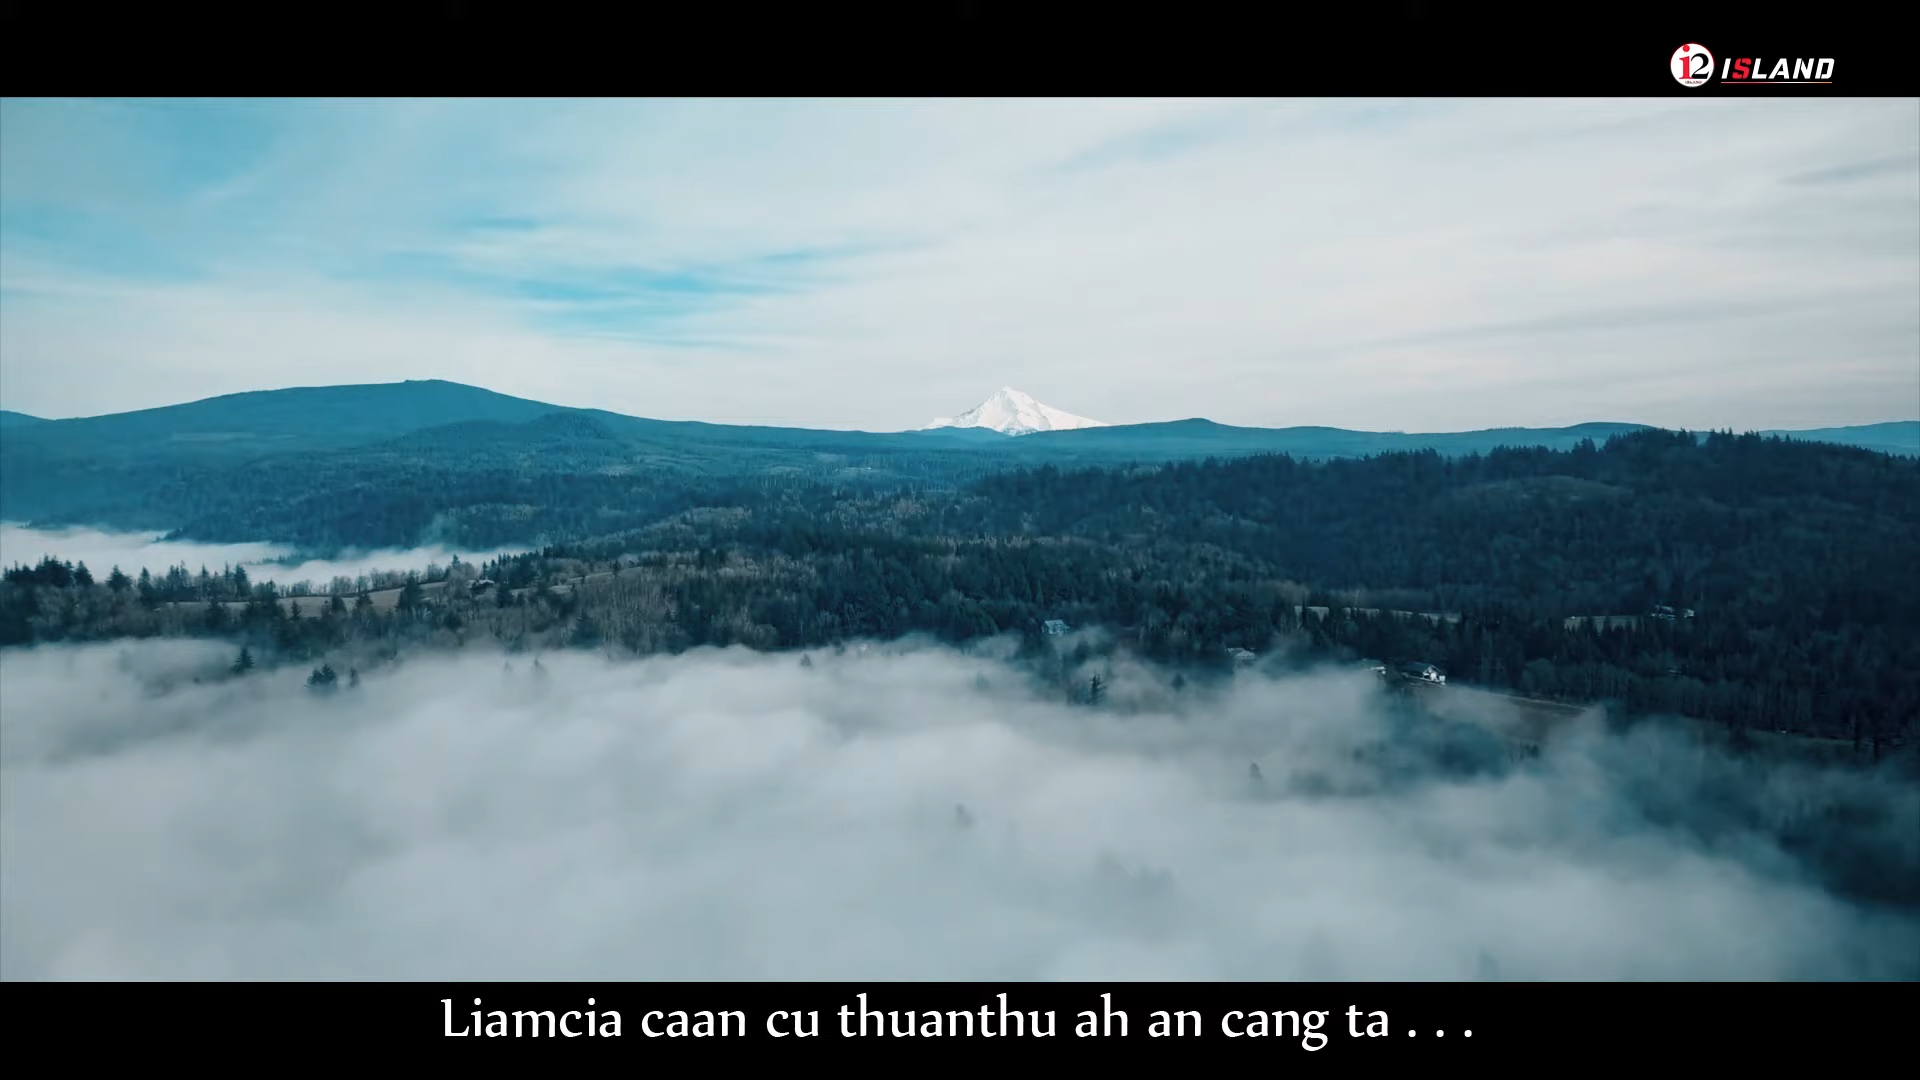 i2 ISLAND
Liamcia caan cu thuanthu ah an cang ta . . .